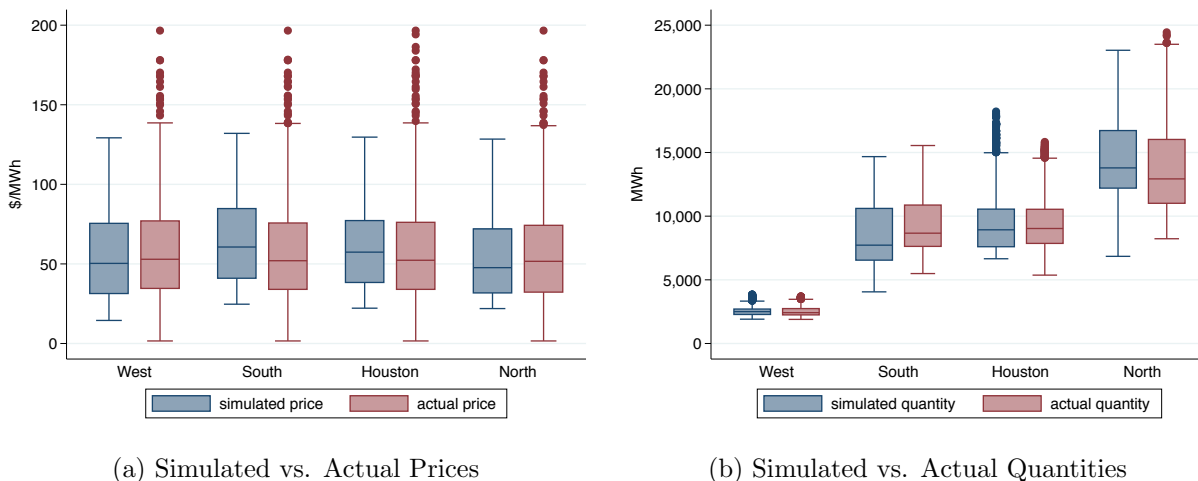 200
150
100
50
0
$/MWh
West South Houston North
simulated price actual price
(a) Simulated vs. Actual Prices
25,000
20,000
15,000
10,000
5,000
0
MWh
West South Houston North
simulated quantity actual quantity
(b) Simulated vs. Actual Quantities